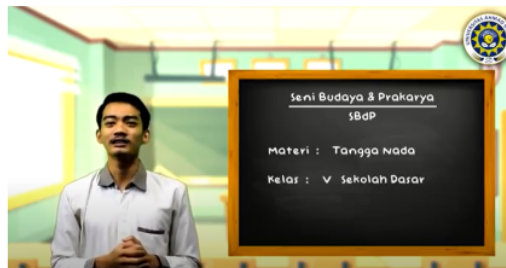 Seni Budaya & Prakarya
SBdP
Materi : Tangga Nada
Kelas : V Sekolah Dasar